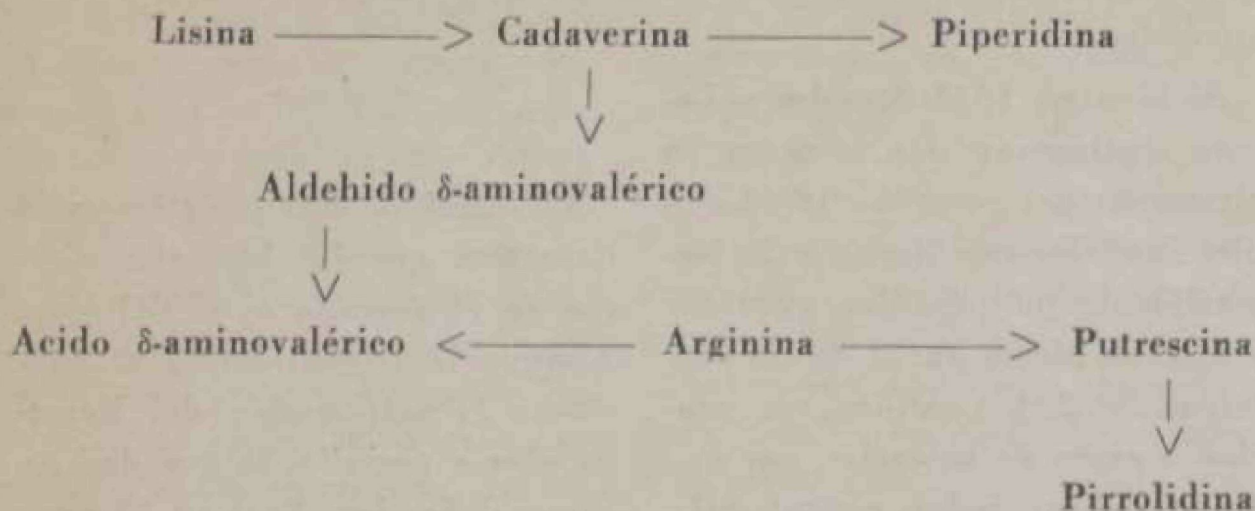 Lisina ———> Cadaverina ———> Piperidina
Aldehido δ-aminovalérico
Acido δ-aminovalérico <——— Arginina ———> Putrescina
Pirrolidina